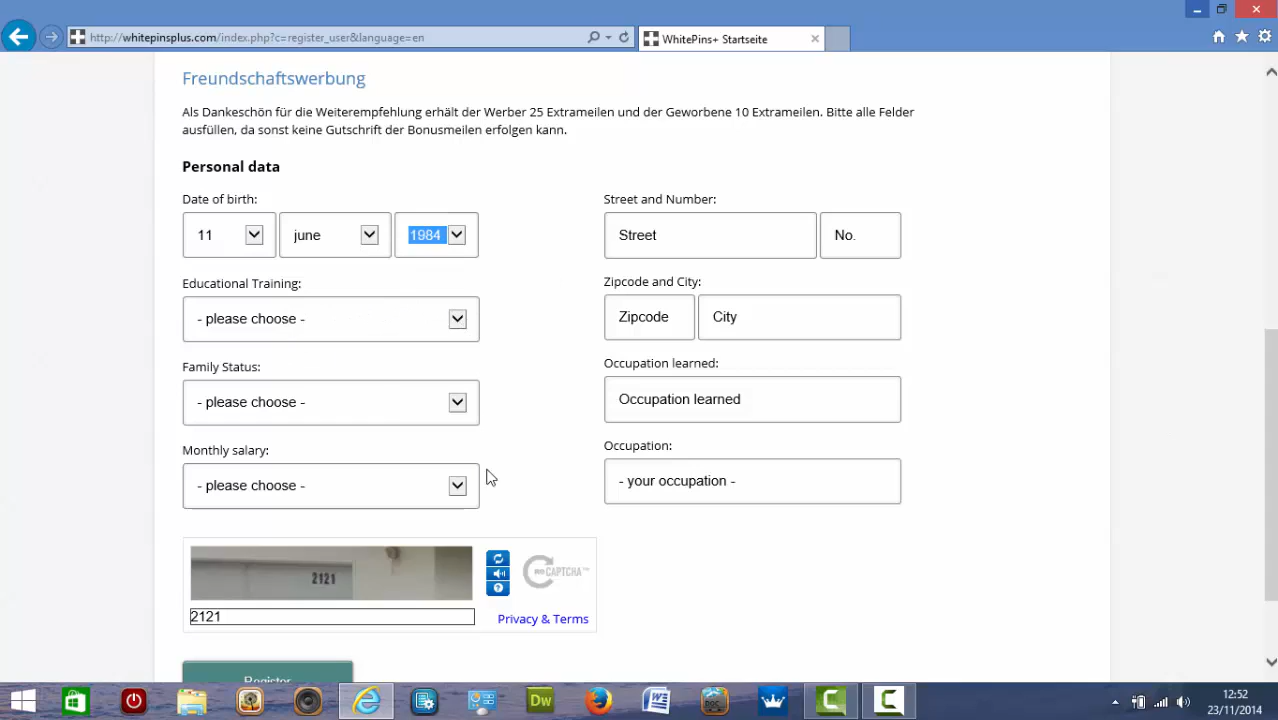 http://whitepinsplus.com/index.php?c=register_user&language=en
WhitePins+ Startseite
Freundschaftswerbung
Als Dankeschön für die Weiterempfehlung erhält der Werber 25 Extrameilen und der Geworbene 10 Extrameilen. Bitte alle Felder
ausfüllen, da sonst keine Gutschrift der Bonusmeilen erfolgen kann.
Personal data
Date of birth:
11 june 1984
Educational Training:
- please choose -
Family Status:
- please choose -
Monthly salary:
- please choose -
Street and Number:
Street No.
Zipcode and City:
Zipcode City
Occupation learned:
Occupation learned
Occupation:
- your occupation -
2121
CAPTCHA™
2121
Privacy & Terms
Register
Dw
DOC
12:52
23/11/2014